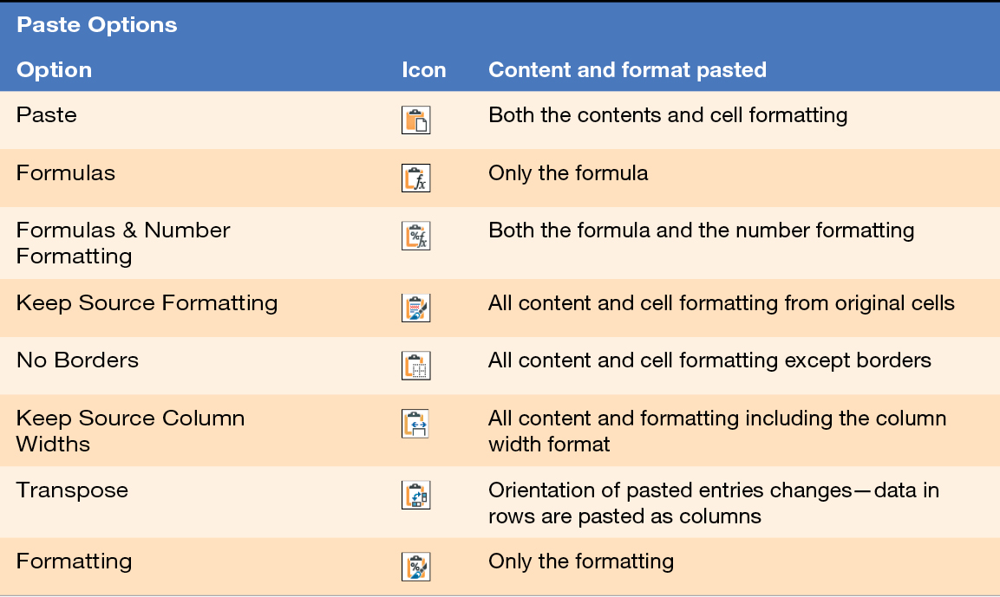 Paste Options
Option Icon Content and format pasted
Paste Both the contents and cell formatting
Formulas fx Only the formula
Formulas & Number Both the formula and the number formatting
Formatting % fx
Keep Source Formatting All content and cell formatting from original cells
No Borders All content and cell formatting except borders
Keep Source Column All content and formatting including the column
Widths width format
Transpose Orientation of pasted entries changes—data in
rows are pasted as columns
Formatting % Only the formatting